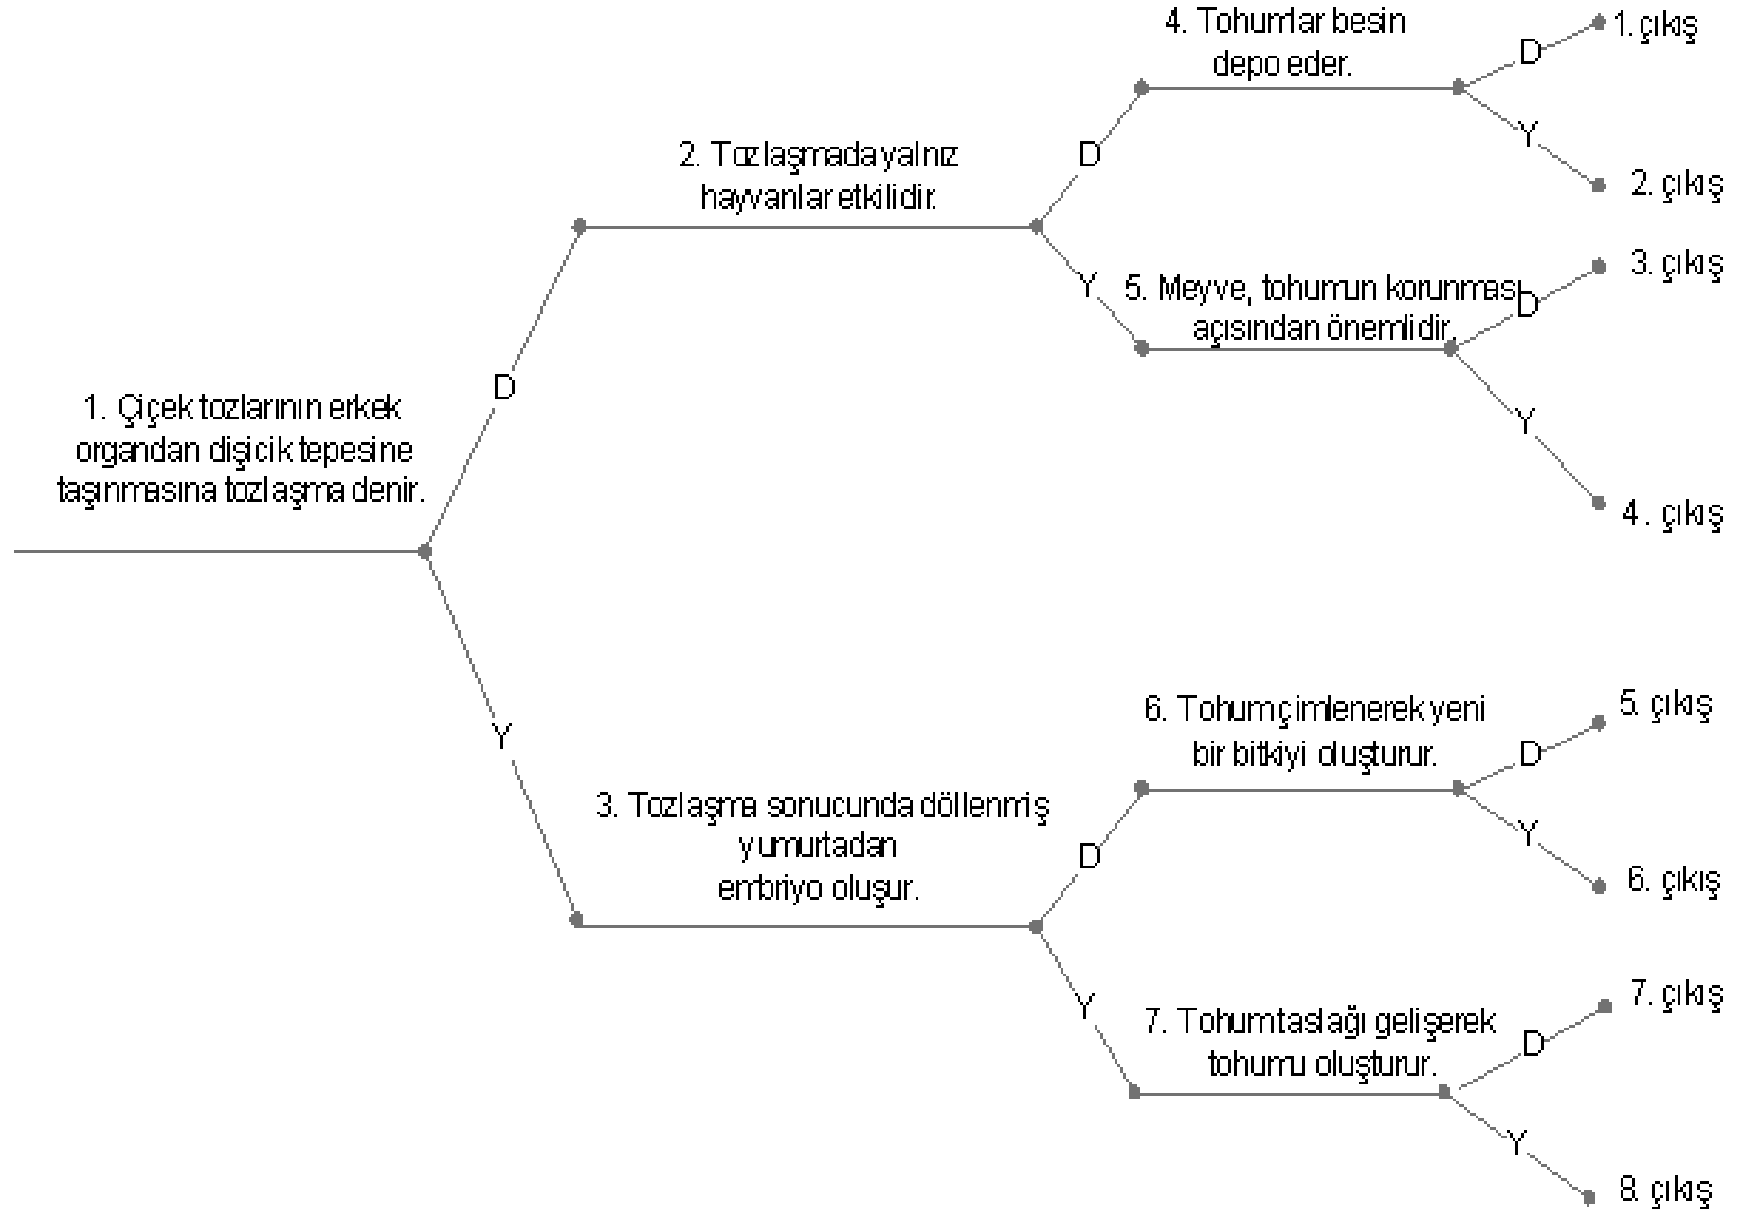 4. Tohumlar besin
depo eder.
D
1. çıkış
Y
2. çıkış
2. Tozlaşmada yalnız
hayvanlar etkilidir.
D
Y
5. Meyve, tohumun korunması
açısından önemlidir.
D
3. çıkış
Y
4. çıkış
1. Çiçek tozlarının erkek
organdan dişicik tepesine
taşınmasına tozlaşma denir.
D
Y
6. Tohum çimlenerek yeni
bir bitkiyi oluşturur.
D
5. çıkış
Y
6. çıkış
3. Tozlaşma sonucunda döllenmiş
yumurtadan
embriyo oluşur.
D
Y
7. Tohum taslağı gelişerek
tohumu oluşturur.
D
7. çıkış
Y
8. çıkış